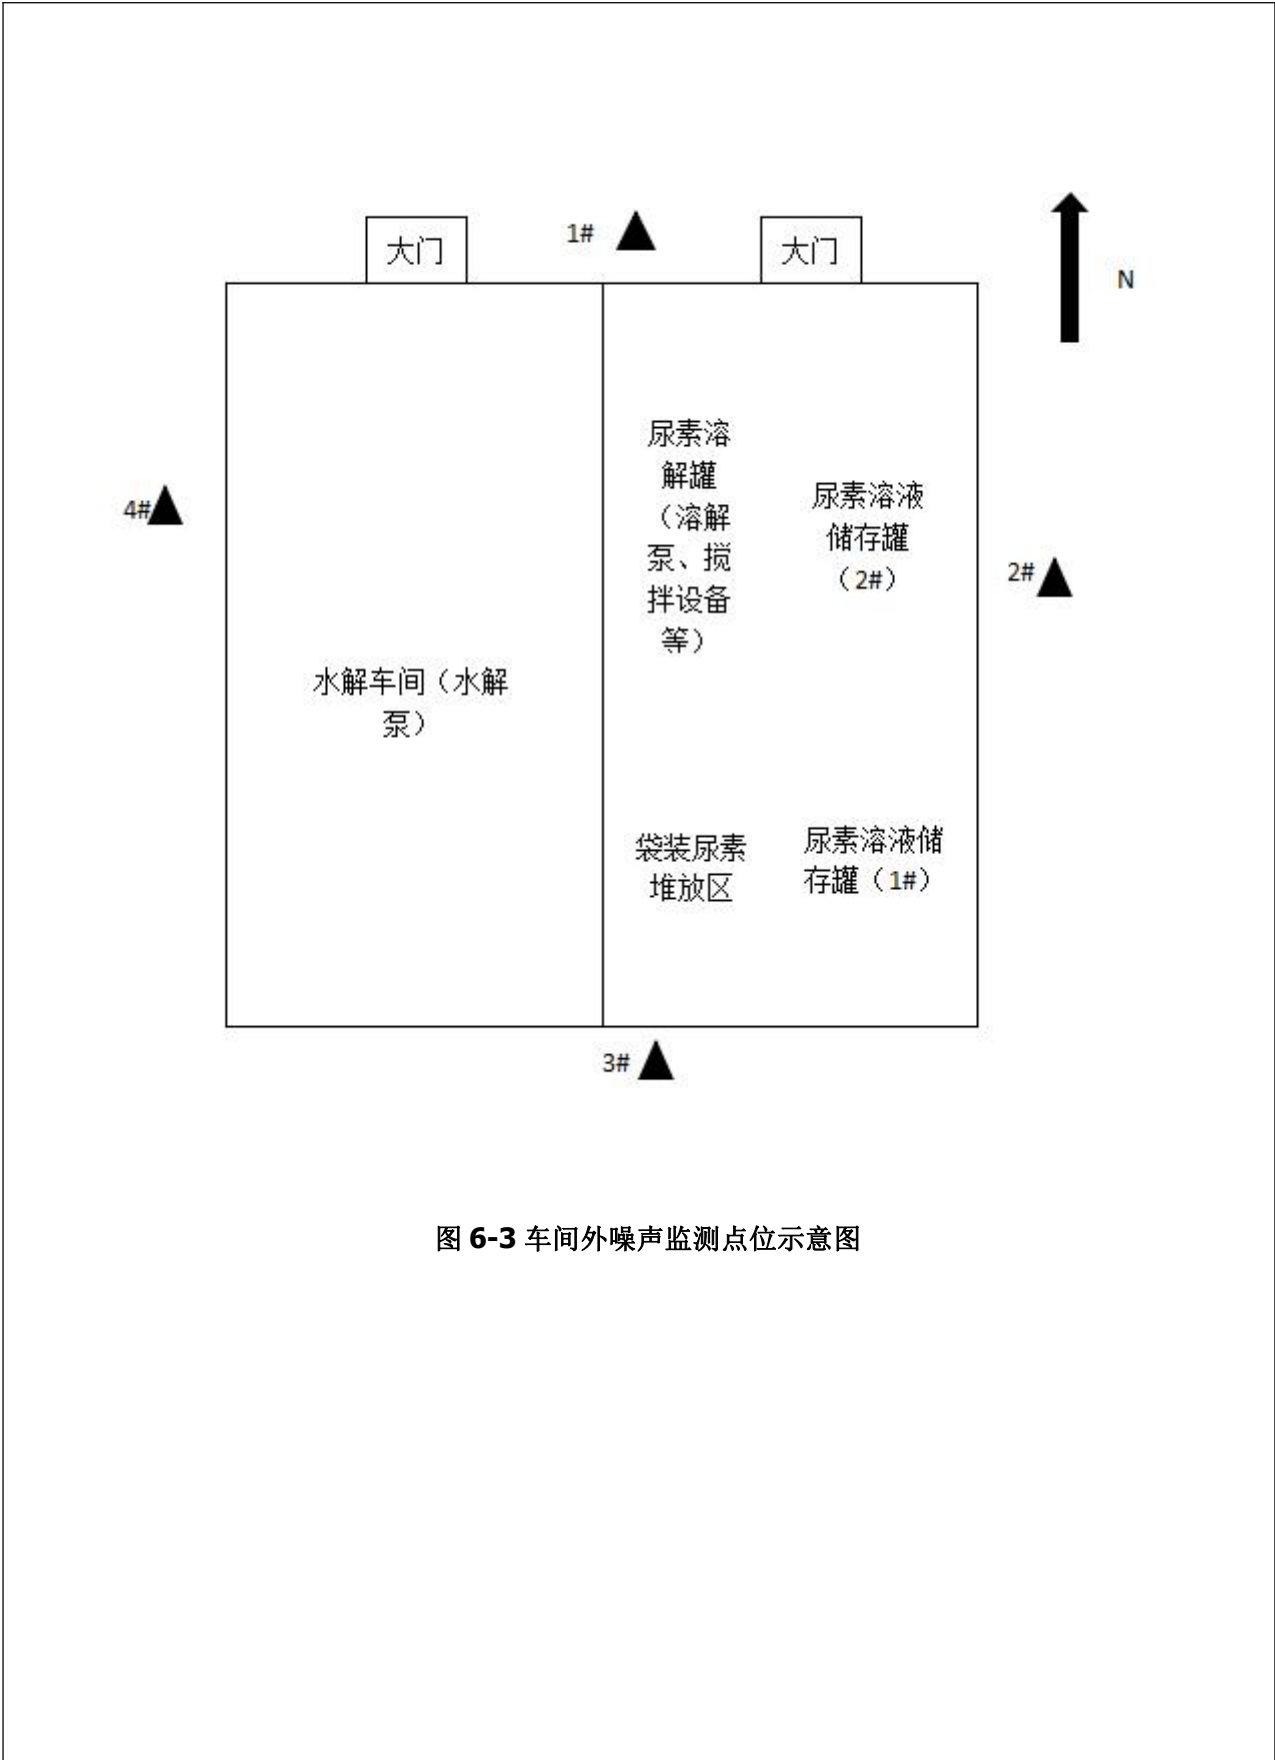 大门
1#
大门
N
尿素溶
解罐
（溶解
泵、搅
拌设备
等）
尿素溶液
储存罐
（2#）
4#
2#
水解车间（水解
泵）
袋装尿素
堆放区
尿素溶液储
存罐（1#）
3#
图 6-3 车间外噪声监测点位示意图